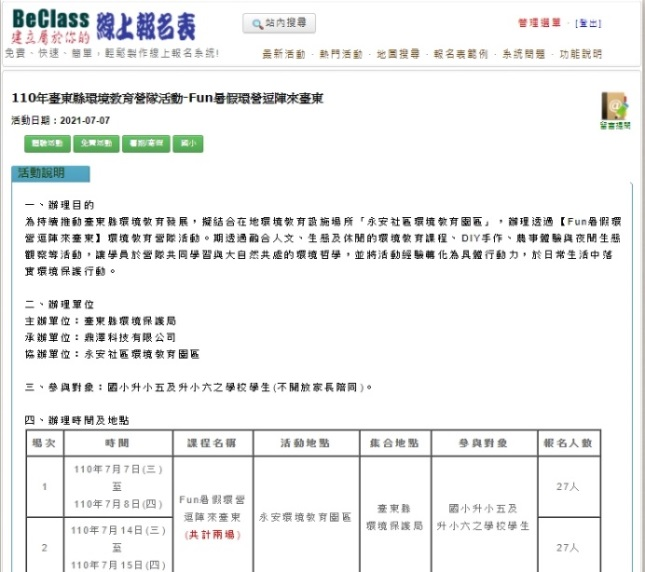 BeClass 線上報名表
建立屬於你的
免費、快速、簡單，輕鬆製作線上報名系統!
站內搜尋
管理選單 · [登出]
最新活動 · 熱門活動 · 地圖搜尋 · 報名表範例 · 系統問題 · 功能說明
110年臺東縣環境教育營隊活動-Fun暑假環營逗陣來臺東
活動日期：2021-07-07
體驗活動 免費活動 國小
留言提問
活動說明
一、辦理目的
為持續推動臺東縣環境教育發展，擬結合在地環境教育設施場所「永安社區環境教育園區」，辦理透過【Fun暑假環
營逗陣來臺東】環境教育營隊活動。期透過融合人文、生態及休閒的環境教育課程、DIY手作、農事體驗與夜間生態
觀察等活動，讓學員於營隊共同學習與大自然共處的環境哲學，並將活動經驗轉化為具體行動力，於日常生活中落
實環境保護行動。
二、辦理單位
主辦單位：臺東縣環境保護局
承辦單位：鼎澤科技有限公司
協辦單位：永安社區環境教育園區
三、參與對象：國小升小五及升小六之學校學生(不開放家長陪同)。
四、辦理時間及地點
場次 時間 課程名稱 活動地點 集合地點 參與對象 報名人數
1
110年7月7日(三)
至
110年7月8日(四)
27人
Fun暑假環營
逗陣來臺東
(共計兩場)
永安環境教育園區
臺東縣
環境保護局
國小升小五及
升小六之學校學生
2
110年7月14日(三)
至
110年7月15日(四)
27人